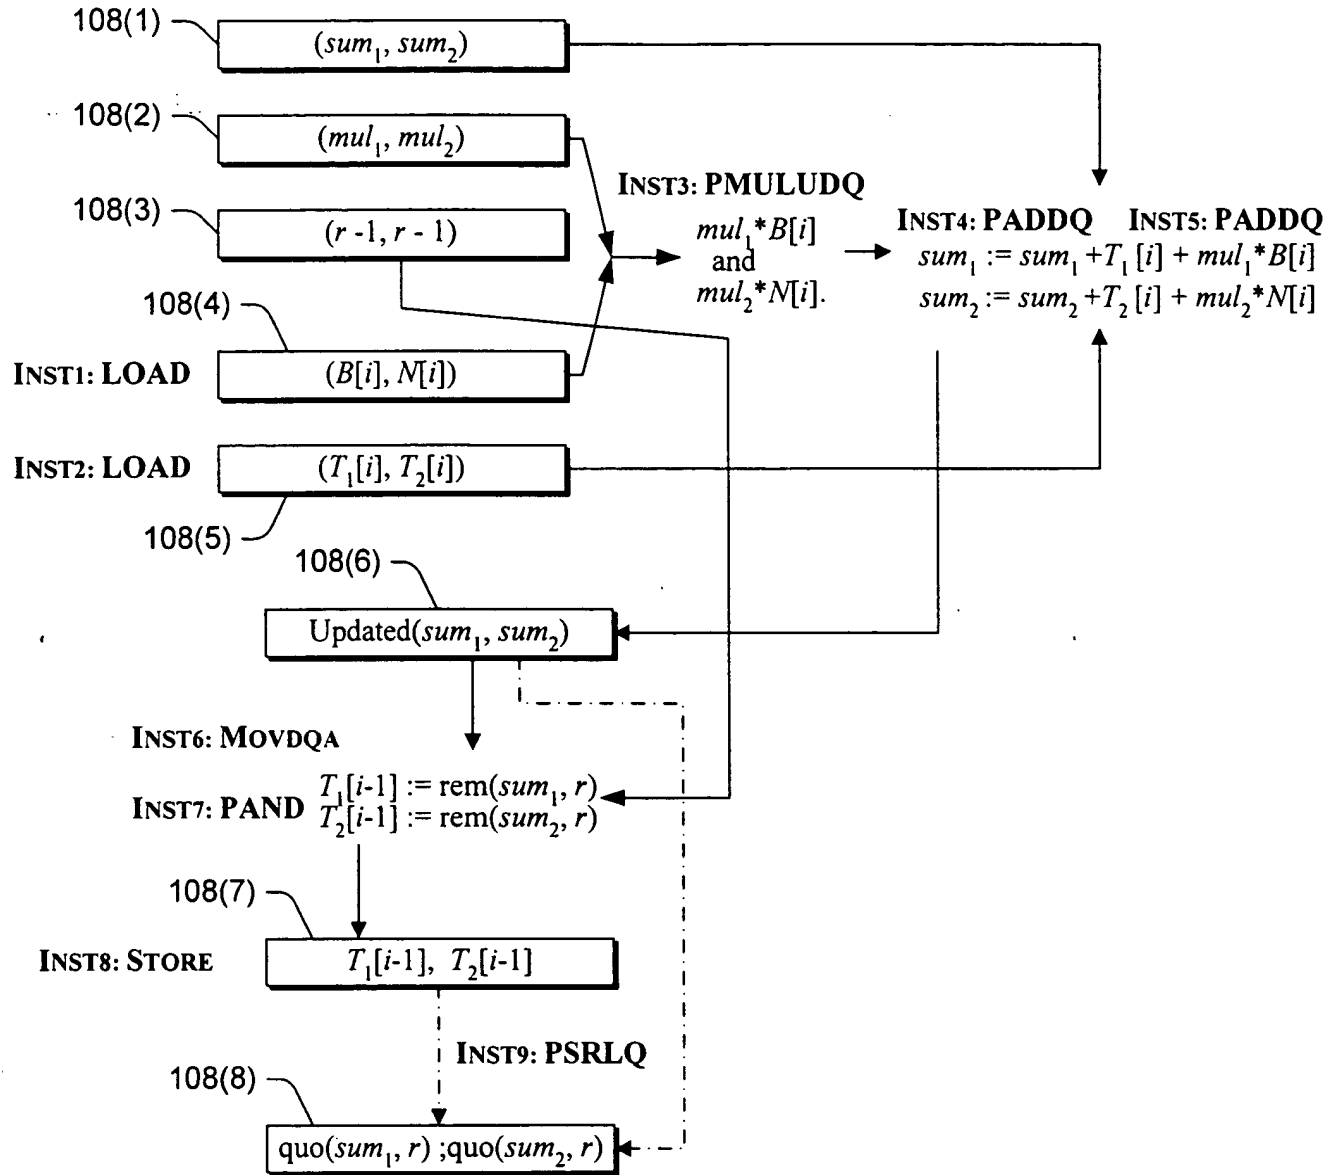 108(1)
(sum₁, sum₂)
108(2)
(mul₁, mul₂)
108(3)
(r -1, r - 1)
INST3: PMULUDQ
mul₁*B[i]
and
mul₂*N[i].
INST4: PADDQ INST5: PADDQ
sum₁ := sum₁ +T₁[i] + mul₁*B[i]
sum₂ := sum₂ +T₂[i] + mul₂*N[i]
108(4)
INST1: LOAD (B[i], N[i])
INST2: LOAD (T₁[i], T₂[i])
108(5)
108(6)
Updated(sum₁, sum₂)
INST6: MOVDQA
INST7: PAND
T₁[i-1] := rem(sum₁, r)
T₂[i-1] := rem(sum₂, r)
108(7)
INST8: STORE T₁[i-1], T₂[i-1]
INST9: PSRLQ
108(8)
quo(sum₁, r) ;quo(sum₂, r)